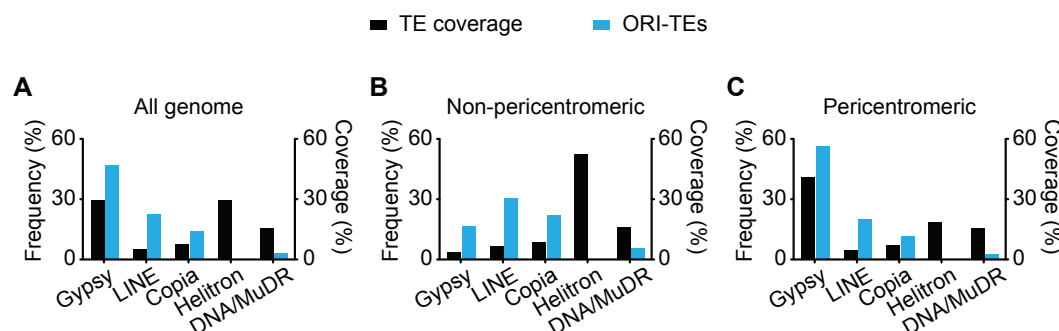 TE coverage ORI-TEs
A B C
All genome Non-pericentromeric Pericentromeric
Frequency (%)
60
30
0
60
30
0
Coverage (%)
Gypsy
LINE
Copia
Helitron
DNA/MuDR
Frequency (%)
60
30
0
60
30
0
Coverage (%)
Gypsy
LINE
Copia
Helitron
DNA/MuDR
Frequency (%)
60
30
0
60
30
0
Coverage (%)
Gypsy
LINE
Copia
Helitron
DNA/MuDR